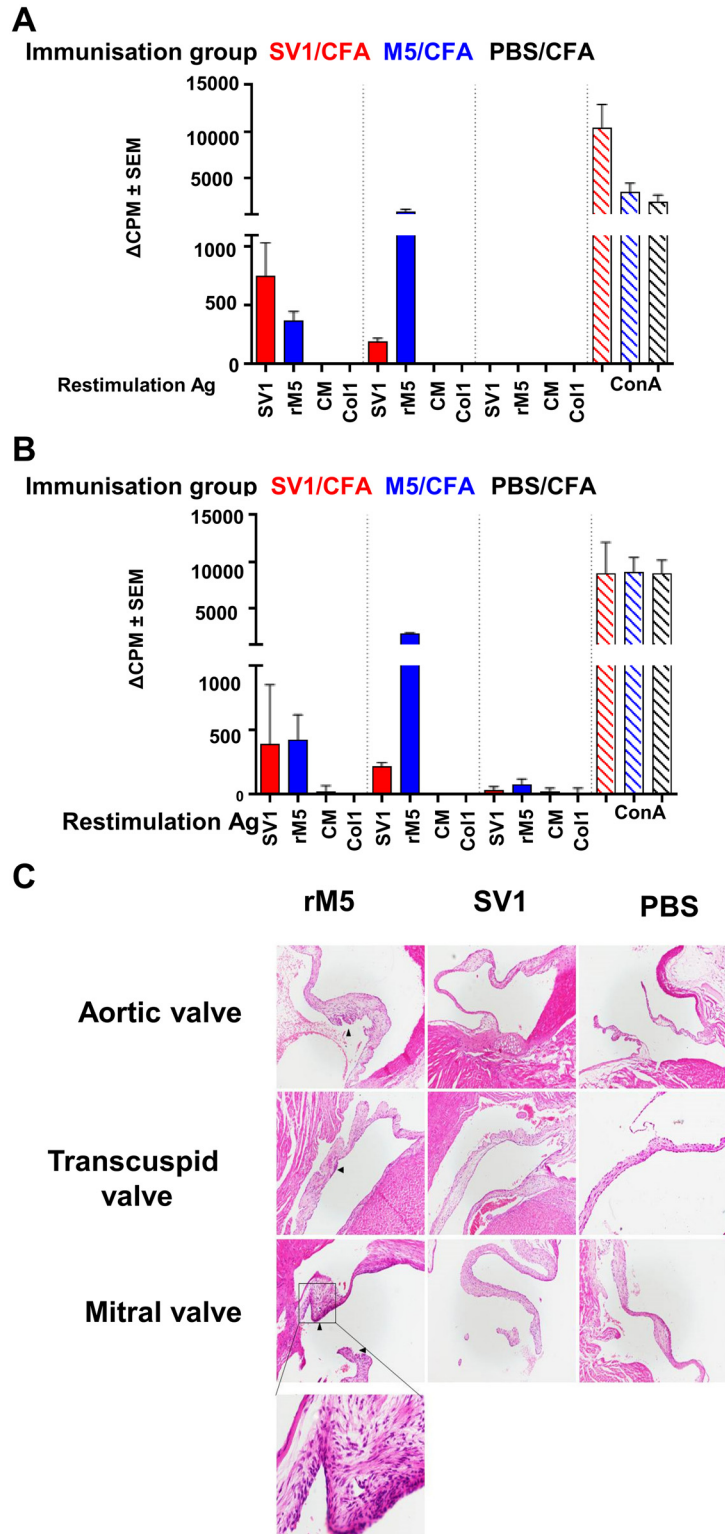 A
Immunisation group SV1/CFA M5/CFA PBS/CFA
15000
10000
5000
1000
500
0
ΔCPM ± SEM
Restimulation Ag
SV1 rM5 CM Col1 SV1 rM5 CM Col1 SV1 rM5 CM Col1 ConA
B
Immunisation group SV1/CFA M5/CFA PBS/CFA
15000
10000
5000
1000
500
0
ΔCPM ± SEM
Restimulation Ag
SV1 rM5 CM Col1 SV1 rM5 CM Col1 SV1 rM5 CM Col1 ConA
C
rM5 SV1 PBS
Aortic valve
Transcuspid
valve
Mitral valve